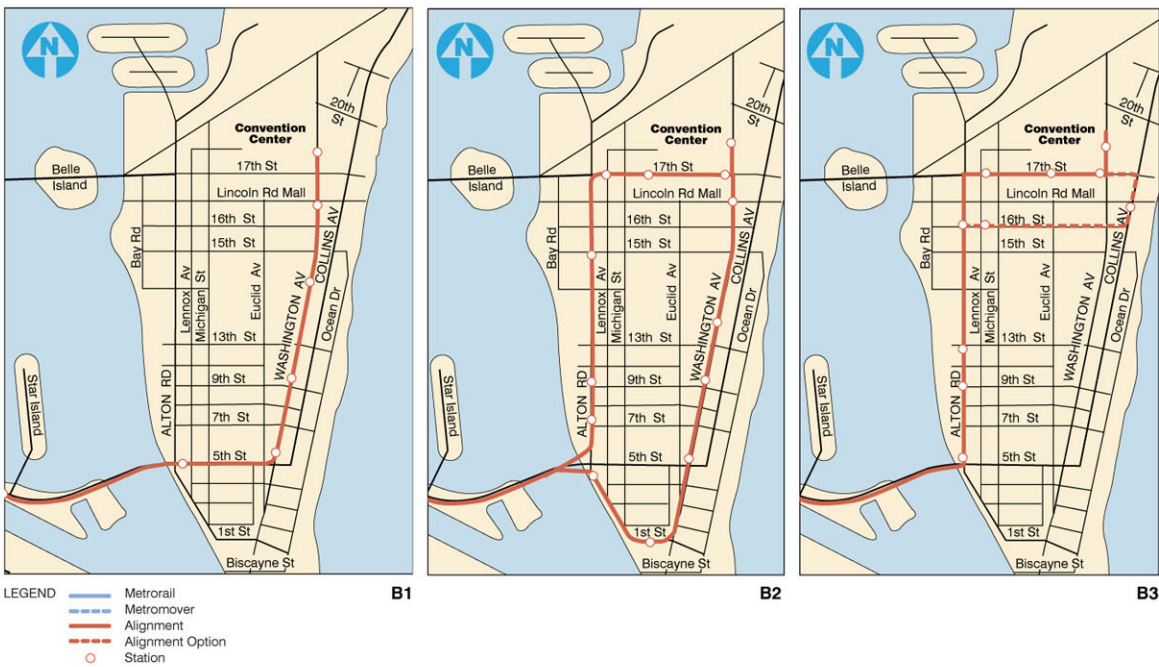 N
Convention
Center
20th
St
17th St
Belle
Island
Lincoln Rd Mall
16th St
15th St
Bay Rd
COLLINS AV
Lennox Av
Michigan St
Euclid Av
WASHINGTON AV
Ocean Dr
13th St
ALTON RD
9th St
7th St
Star Island
5th St
1st St
Biscayne St
B1
N
Convention
Center
20th
St
17th St
Belle
Island
Lincoln Rd Mall
16th St
15th St
Bay Rd
COLLINS AV
Lennox Av
Michigan St
Euclid Av
WASHINGTON AV
Ocean Dr
13th St
ALTON RD
9th St
7th St
Star Island
5th St
1st St
Biscayne St
B2
N
Convention
Center
20th
St
17th St
Belle
Island
Lincoln Rd Mall
16th St
15th St
Bay Rd
COLLINS AV
Lennox Av
Michigan St
Euclid Av
WASHINGTON AV
Ocean Dr
13th St
ALTON RD
9th St
7th St
Star Island
5th St
1st St
Biscayne St
B3
LEGEND
Metrorail
Metromover
Alignment
Alignment Option
Station